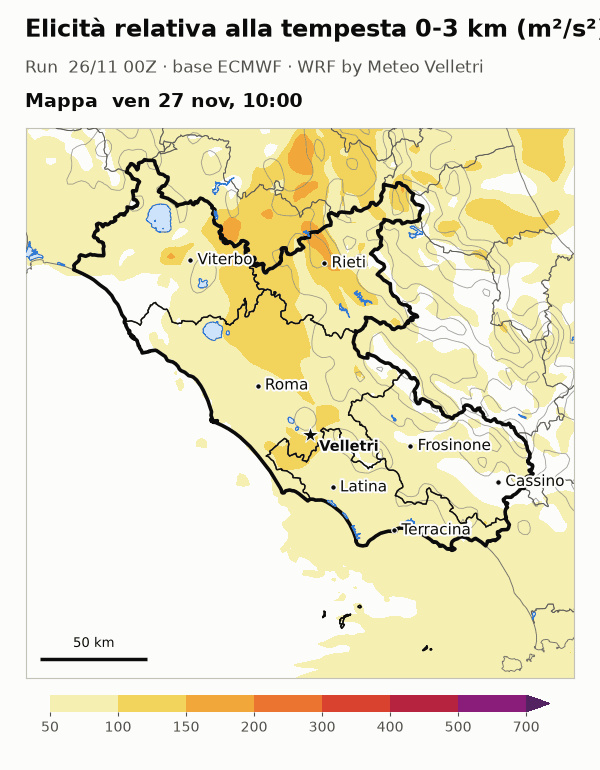 Elicità relativa alla tempesta 0-3 km (m²/s²)
Run 26/11 00Z · base ECMWF · WRF by Meteo Velletri
Mappa ven 27 nov, 10:00
Viterbo
Rieti
Roma
Velletri
Frosinone
Latina
Cassino
Terracina
50 km
50 100 150 200 300 400 500 700